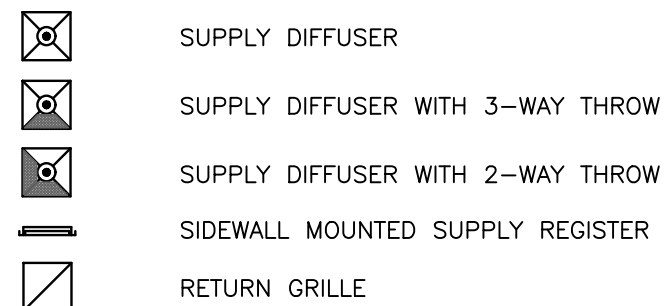 SUPPLY DIFFUSER
SUPPLY DIFFUSER WITH 3-WAY THROW
SUPPLY DIFFUSER WITH 2-WAY THROW
SIDEWALL MOUNTED SUPPLY REGISTER
RETURN GRILLE